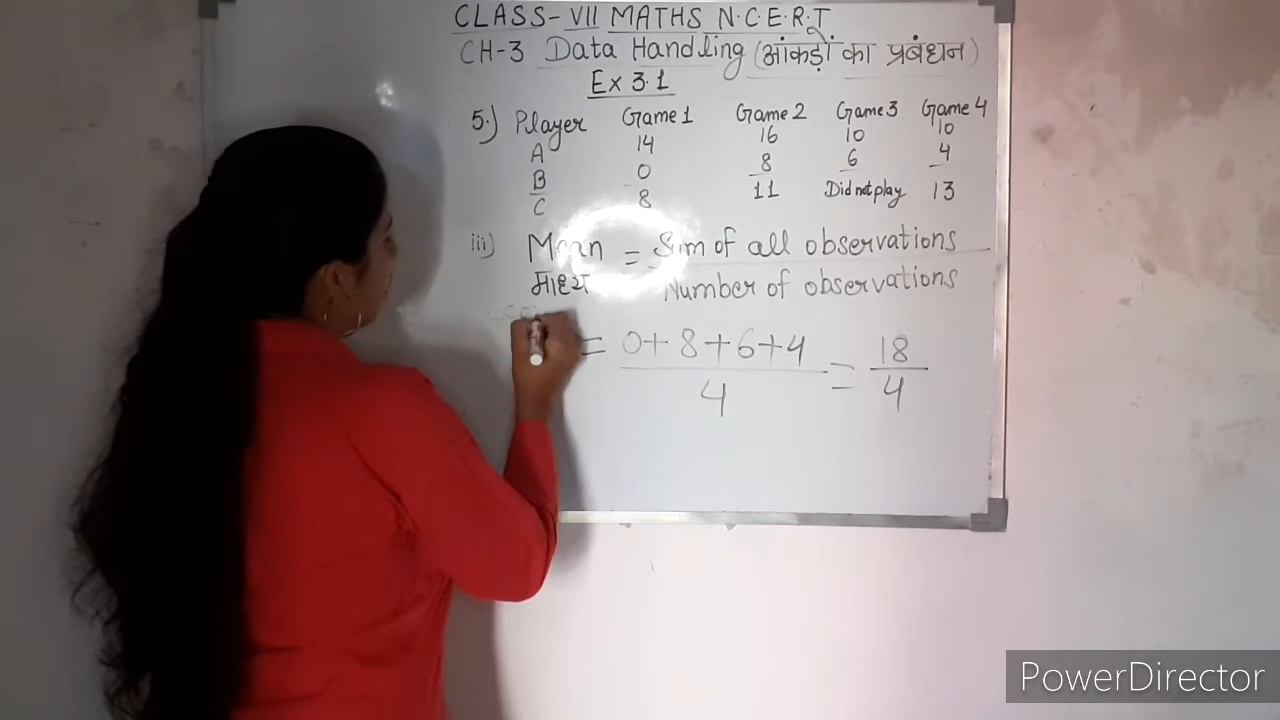 CLASS-VII MATHS N.C.E.R.T
CH-3 Data Handling (आंकड़ों का प्रबंधन)
Ex 3.1
5.) Player Game 1 Game 2 Game 3 Game 4
A 14 16 10 10
B 0 8 6 4
C 8 11 Did not play 13
iii) Mean = Sum of all observations
माध्य Number of observations
= 0+8+6+4 = 18
4 4
PowerDirector